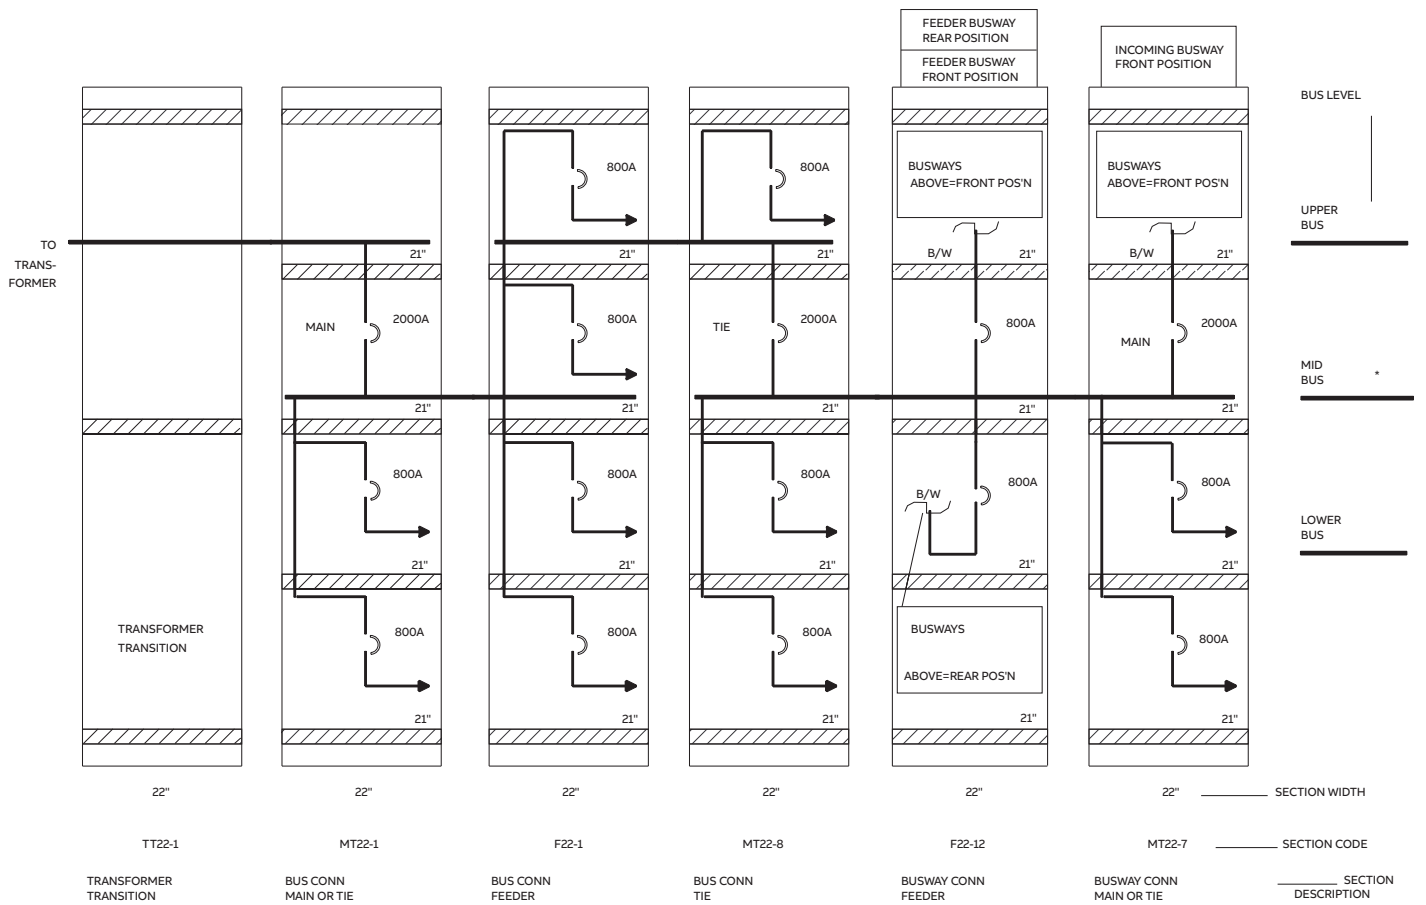 FEEDER BUSWAY
REAR POSITION
FEEDER BUSWAY
FRONT POSITION
INCOMING BUSWAY
FRONT POSITION
BUS LEVEL
800A
800A
BUSWAYS
ABOVE=FRONT POS'N
BUSWAYS
ABOVE=FRONT POS'N
UPPER
BUS
TO
TRANS-
FORMER
21"
21"
21"
B/W
21"
B/W
21"
MAIN
2000A
800A
TIE
2000A
800A
MAIN
2000A
MID
BUS
*
21"
21"
21"
21"
21"
800A
800A
800A
B/W
800A
800A
LOWER
BUS
21"
21"
21"
21"
21"
TRANSFORMER
TRANSITION
800A
800A
800A
BUSWAYS
ABOVE=REAR POS'N
800A
21"
21"
21"
21"
21"
22"
22"
22"
22"
22"
22"
SECTION WIDTH
TT22-1
MT22-1
F22-1
MT22-8
F22-12
MT22-7
SECTION CODE
TRANSFORMER
TRANSITION
BUS CONN
MAIN OR TIE
BUS CONN
FEEDER
BUS CONN
TIE
BUSWAY CONN
FEEDER
BUSWAY CONN
MAIN OR TIE
SECTION
DESCRIPTION